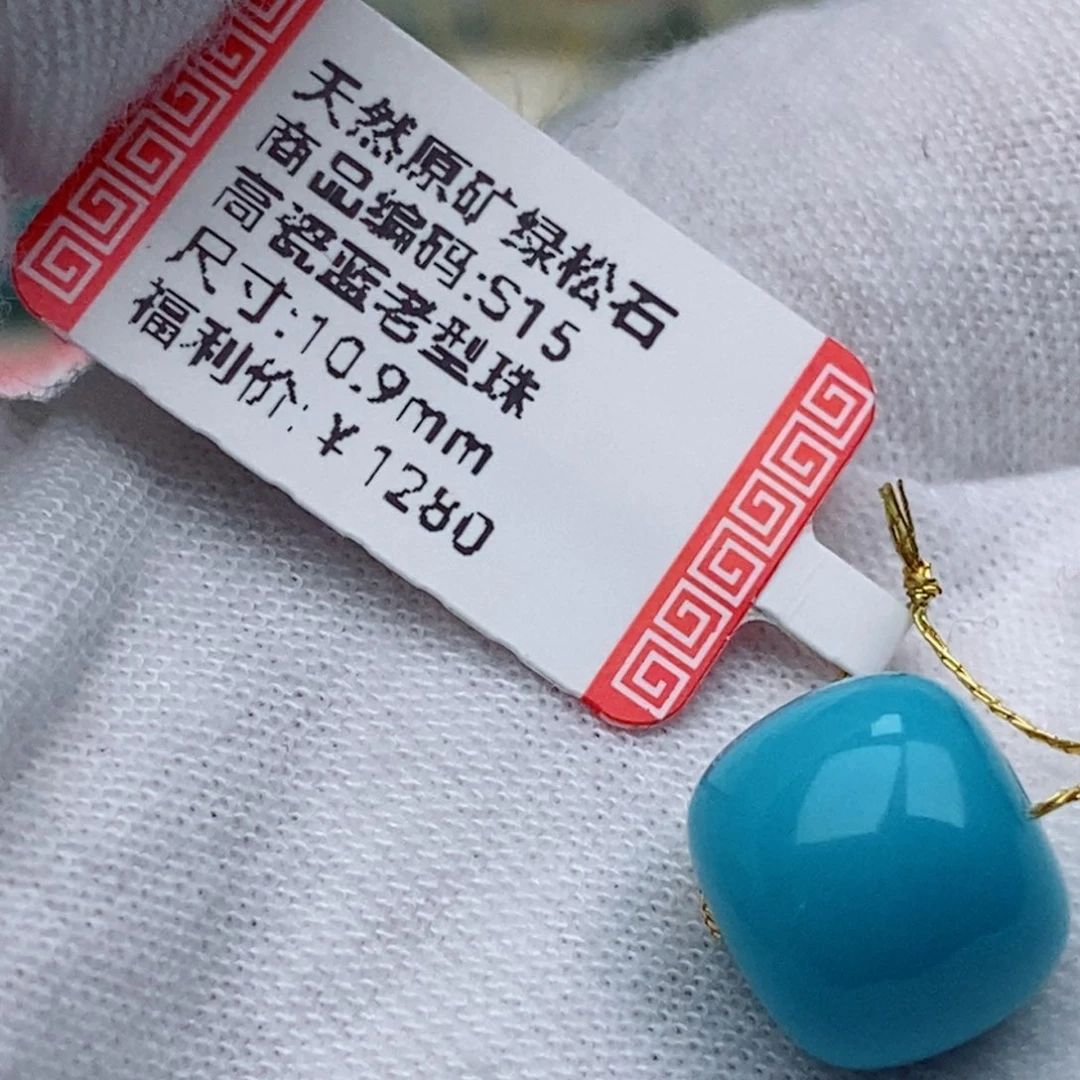 天然原矿绿松石
商品编码:S15
高瓷蓝老型珠
尺寸:10.9mm
福利价:¥1280